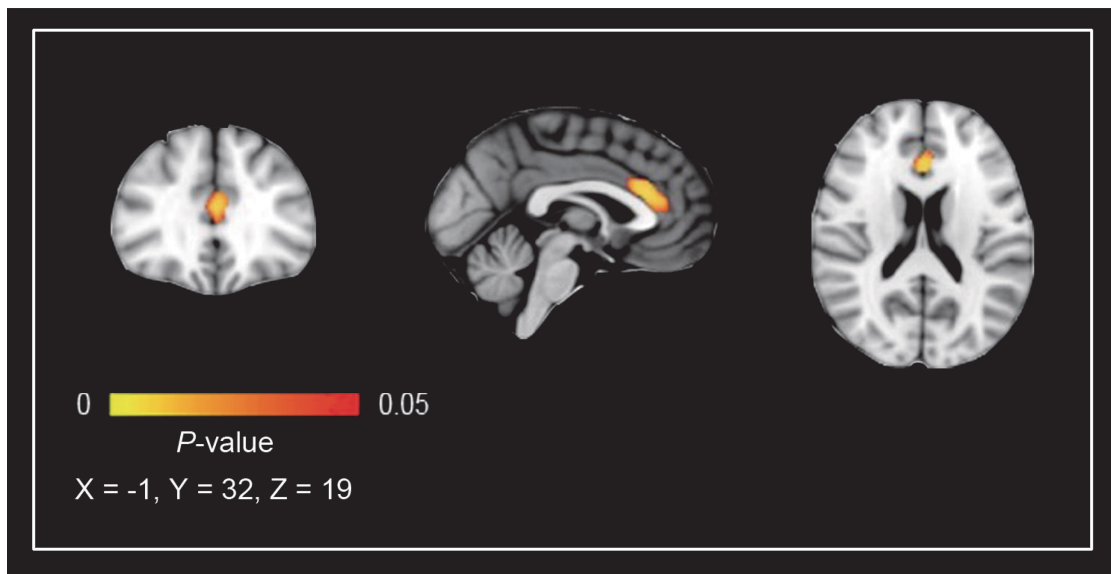 0 0.05
P-value
X = -1, Y = 32, Z = 19